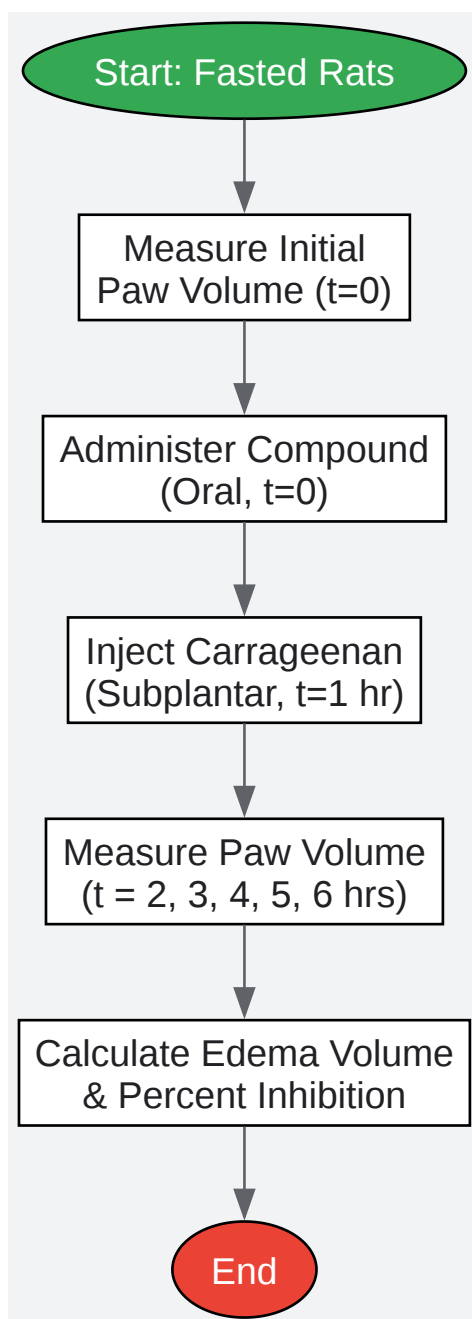 Start: Fasted Rats
Measure Initial
Paw Volume (t=0)
Administer Compound
(Oral, t=0)
Inject Carrageenan
(Subplantar, t=1 hr)
Measure Paw Volume
(t = 2, 3, 4, 5, 6 hrs)
Calculate Edema Volume
& Percent Inhibition
End